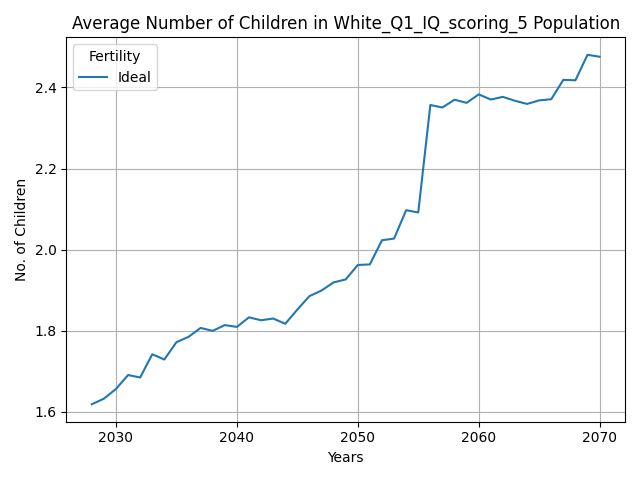 Average Number of Children in White_Q1_IQ_scoring_5 Population
Fertility
Ideal
No. of Children
2.4
2.2
2.0
1.8
1.6
2030 2040 2050 2060 2070
Years